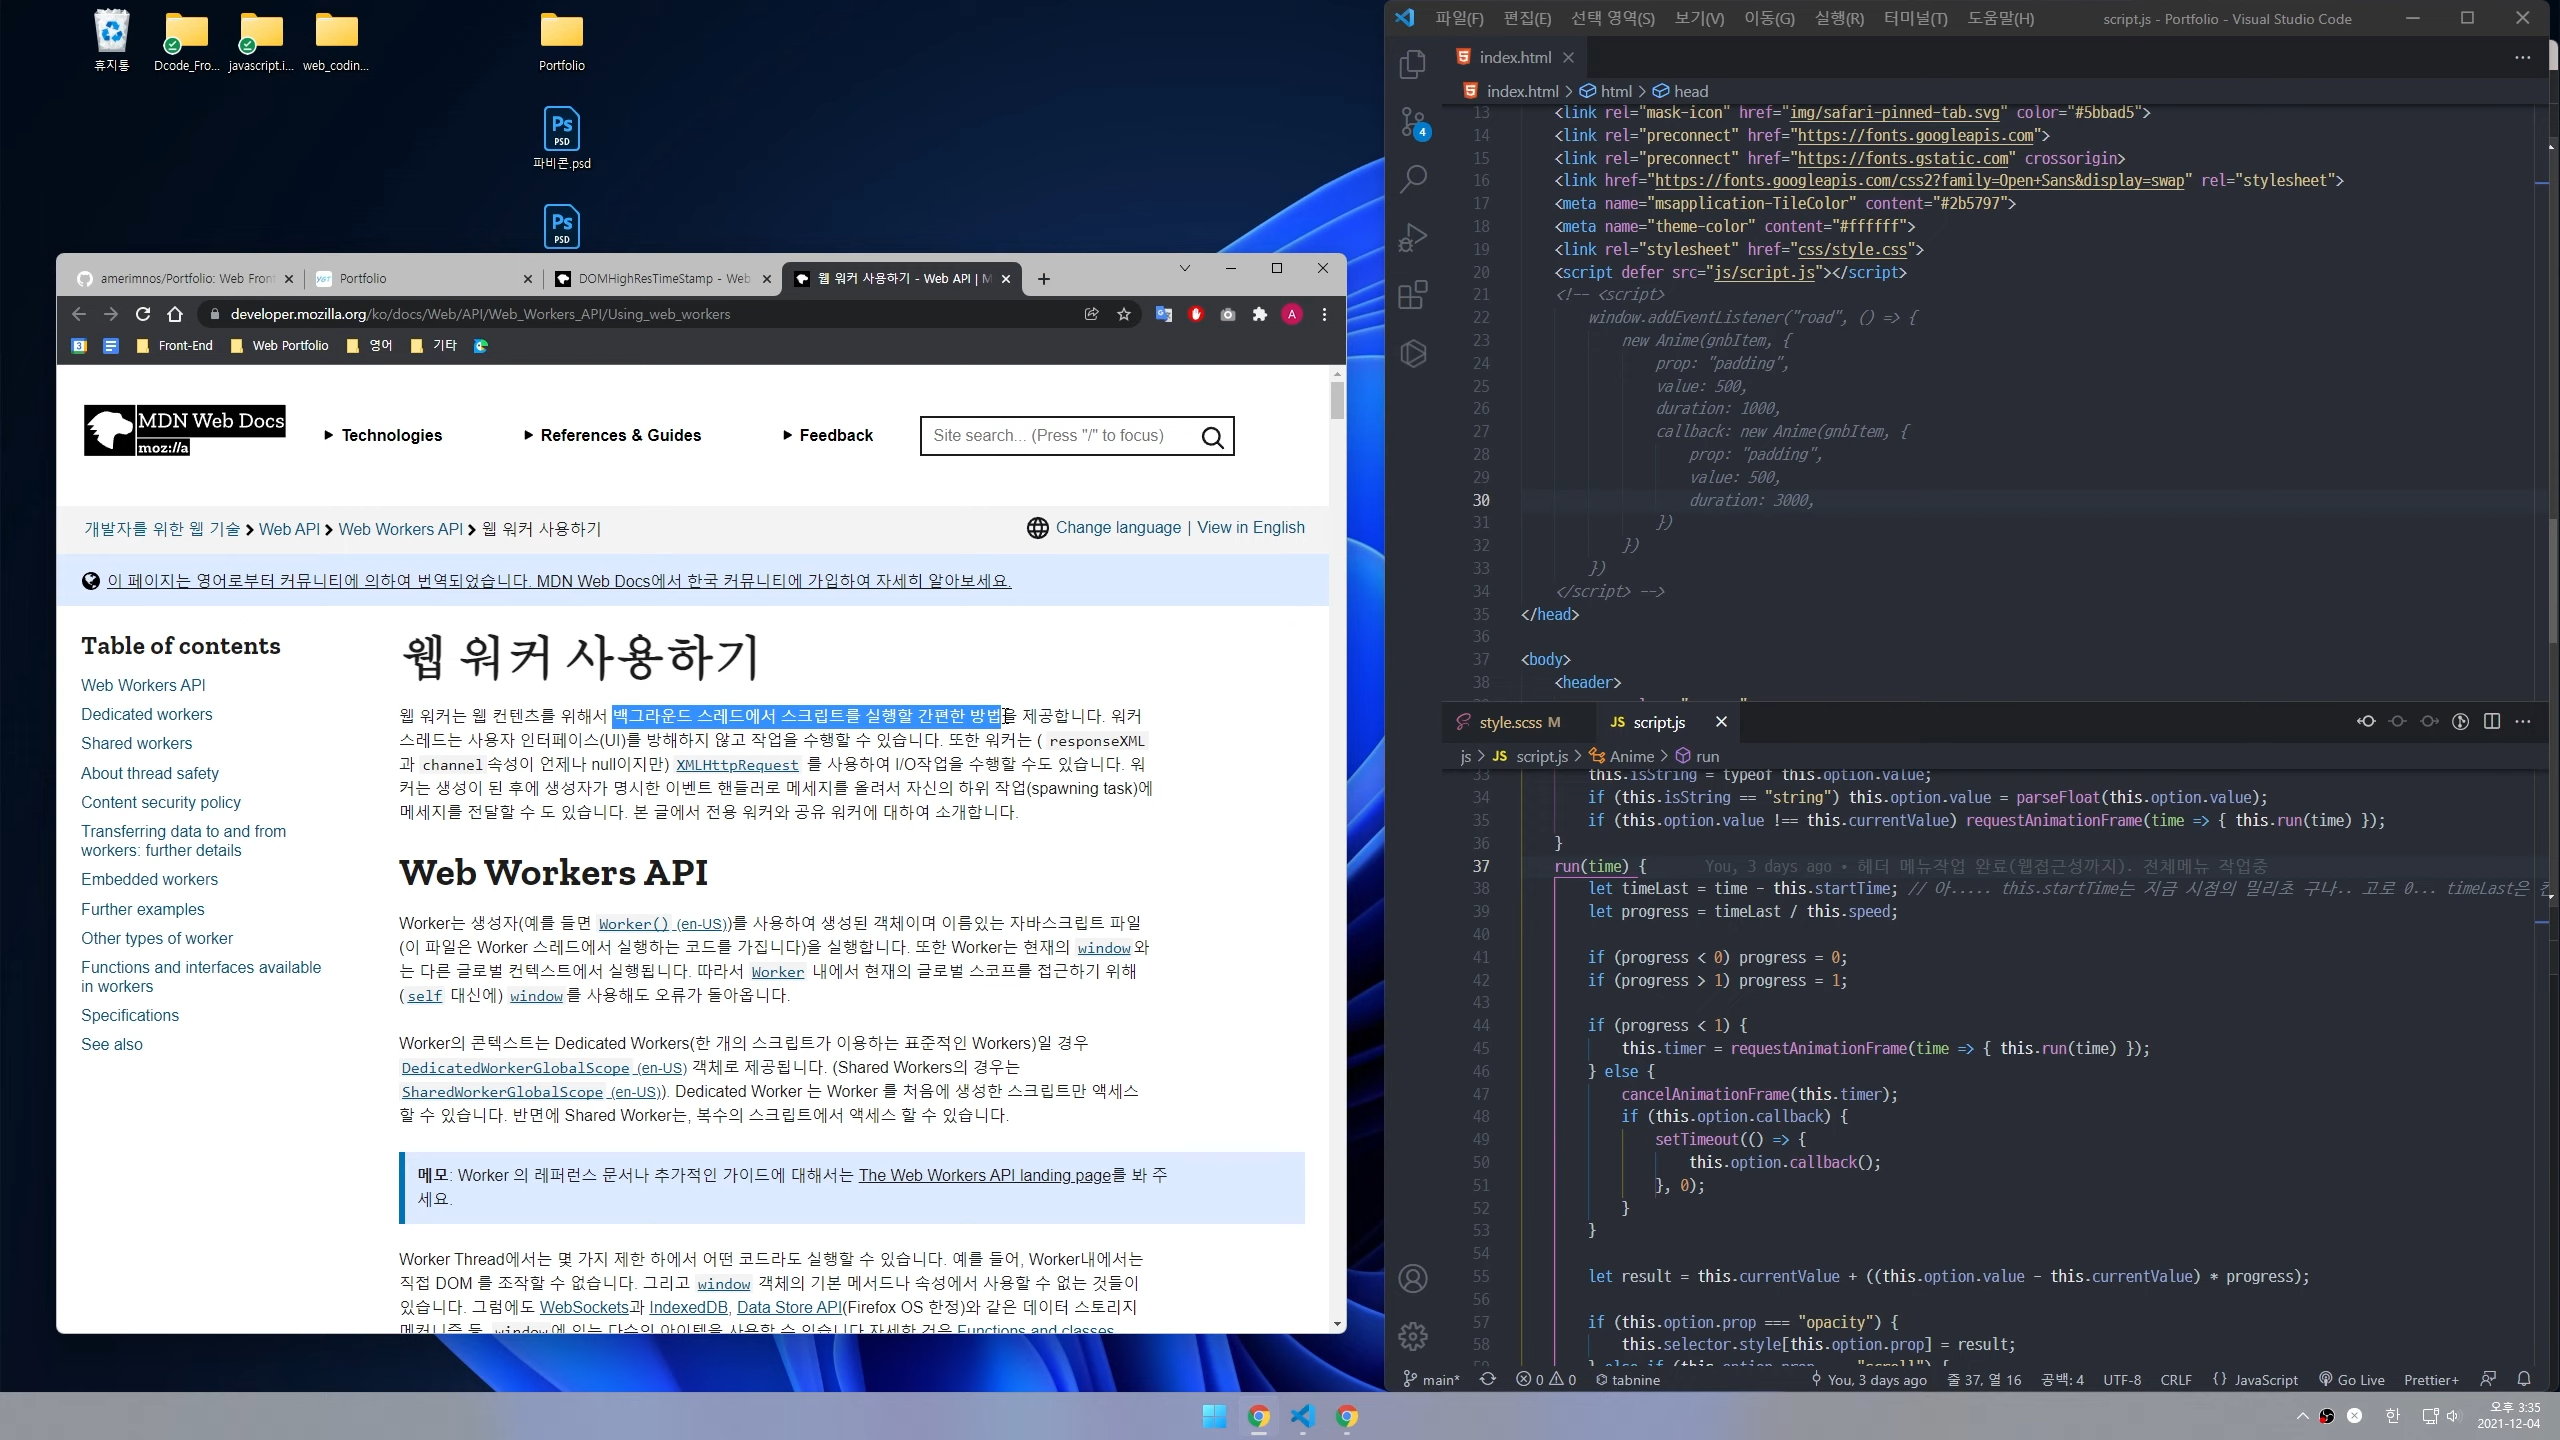 휴지통
Dcode_Fro...
javascript.i...
web_codin...
Portfolio
Ps
PSD
파비콘.psd
Ps
PSD
amerimnos/Portfolio: Web Front
Portfolio
DOMHighResTimeStamp - Web
웹 워커 사용하기 - Web API | M
developer.mozilla.org/ko/docs/Web/API/Web_Workers_API/Using_web_workers
A
Front-End
Web Portfolio
영어
기타
MDN Web Docs
moz://a
Technologies
References & Guides
Feedback
Site search... (Press "/" to focus)
개발자를 위한 웹 기술 > Web API > Web Workers API > 웹 워커 사용하기
Change language | View in English
이 페이지는 영어로부터 커뮤니티에 의하여 번역되었습니다. MDN Web Docs에서 한국 커뮤니티에 가입하여 자세히 알아보세요.
Table of contents
Web Workers API
Dedicated workers
Shared workers
About thread safety
Content security policy
Transferring data to and from
workers: further details
Embedded workers
Further examples
Other types of worker
Functions and interfaces available
in workers
Specifications
See also
웹 워커 사용하기
웹 워커는 웹 컨텐츠를 위해서 백그라운드 스레드에서 스크립트를 실행할 간편한 방법을 제공합니다. 워커
스레드는 사용자 인터페이스(UI)를 방해하지 않고 작업을 수행할 수 있습니다. 또한 워커는 ( responseXML
과 channel 속성이 언제나 null이지만) XMLHttpRequest 를 사용하여 I/O작업을 수행할 수도 있습니다. 워
커는 생성이 된 후에 생성자가 명시한 이벤트 핸들러로 메세지를 올려서 자신의 하위 작업(spawning task)에
메세지를 전달할 수 도 있습니다. 본 글에서 전용 워커와 공유 워커에 대하여 소개합니다.
Web Workers API
Worker는 생성자(예를 들면 Worker() (en-US))를 사용하여 생성된 객체이며 이름있는 자바스크립트 파일
(이 파일은 Worker 스레드에서 실행하는 코드를 가집니다)을 실행합니다. 또한 Worker는 현재의 window와
는 다른 글로벌 컨텍스트에서 실행됩니다. 따라서 Worker 내에서 현재의 글로벌 스코프를 접근하기 위해
(self 대신에) window를 사용해도 오류가 돌아옵니다.
Worker의 콘텍스트는 Dedicated Workers(한 개의 스크립트가 이용하는 표준적인 Workers)일 경우
DedicatedWorkerGlobalScope (en-US) 객체로 제공됩니다. (Shared Workers의 경우는
SharedWorkerGlobalScope (en-US)). Dedicated Worker 는 Worker 를 처음에 생성한 스크립트만 액세스
할 수 있습니다. 반면에 Shared Worker는, 복수의 스크립트에서 액세스 할 수 있습니다.
메모: Worker 의 레퍼런스 문서나 추가적인 가이드에 대해서는 The Web Workers API landing page를 봐 주
세요.
Worker Thread에서는 몇 가지 제한 하에서 어떤 코드라도 실행할 수 있습니다. 예를 들어, Worker내에서는
직접 DOM 를 조작할 수 없습니다. 그리고 window 객체의 기본 메서드나 속성에서 사용할 수 없는 것들이
있습니다. 그럼에도 WebSockets과 IndexedDB, Data Store API(Firefox OS 한정)와 같은 데이터 스토리지
메커니즘 등, window에 있는 다수의 아이템을 사용할 수 있습니다 자세한 것은 Functions and classes
파일(F) 편집(E) 선택 영역(S) 보기(V) 이동(G) 실행(R) 터미널(T) 도움말(H)
script.js - Portfolio - Visual Studio Code
4
index.html
index.html > html > head
13 <link rel="mask-icon" href="img/safari-pinned-tab.svg" color="#5bbad5">
14 <link rel="preconnect" href="https://fonts.googleapis.com">
15 <link rel="preconnect" href="https://fonts.gstatic.com" crossorigin>
16 <link href="https://fonts.googleapis.com/css2?family=Open+Sans&display=swap" rel="stylesheet">
17 <meta name="msapplication-TileColor" content="#2b5797">
18 <meta name="theme-color" content="#ffffff">
19 <link rel="stylesheet" href="css/style.css">
20 <script defer src="js/script.js"></script>
21 <!-- <script>
22 window.addEventListener("road", () => {
23 new Anime(gnbItem, {
24 prop: "padding",
25 value: 500,
26 duration: 1000,
27 callback: new Anime(gnbItem, {
28 prop: "padding",
29 value: 500,
30 duration: 3000,
31 })
32 })
33 })
34 </script> -->
35 </head>
36
37 <body>
38 <header>
style.scss M
JS script.js
js > JS script.js > Anime > run
33 this.isString = typeof this.option.value;
34 if (this.isString == "string") this.option.value = parseFloat(this.option.value);
35 if (this.option.value !== this.currentValue) requestAnimationFrame(time => { this.run(time) });
36 }
37 run(time) { You, 3 days ago • 헤더 메뉴작업 완료(웹접근성까지). 전체메뉴 작업중
38 let timeLast = time - this.startTime; // 아..... this.startTime는 지금 시점의 밀리초 구나.. 고로 0... timeLast은
39 let progress = timeLast / this.speed;
40
41 if (progress < 0) progress = 0;
42 if (progress > 1) progress = 1;
43
44 if (progress < 1) {
45 this.timer = requestAnimationFrame(time => { this.run(time) });
46 } else {
47 cancelAnimationFrame(this.timer);
48 if (this.option.callback) {
49 setTimeout(() => {
50 this.option.callback();
51 }, 0);
52 }
53 }
54
55 let result = this.currentValue + ((this.option.value - this.currentValue) * progress);
56
57 if (this.option.prop === "opacity") {
58 this.selector.style[this.option.prop] = result;
main* 0 0 tabnine
You, 3 days ago 줄 37, 열 16 공백: 4 UTF-8 CRLF {} JavaScript Go Live Prettier+
한
오후 3:35
2021-12-04